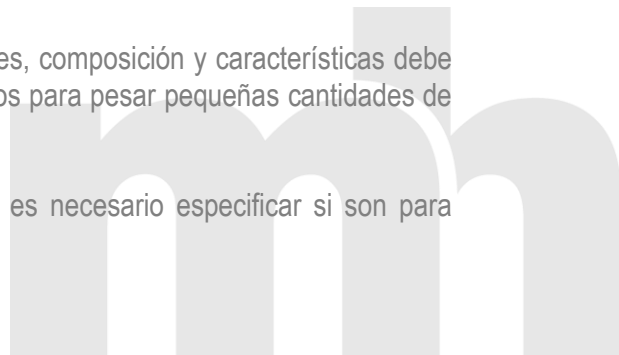 es, composición y características debe
os para pesar pequeñas cantidades de
es necesario especificar si son para